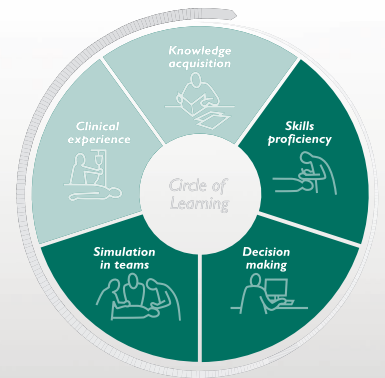 Knowledge
acquisition
Skills
proficiency
Decision
making
Simulation
in teams
Clinical
experience
Circle of
Learning